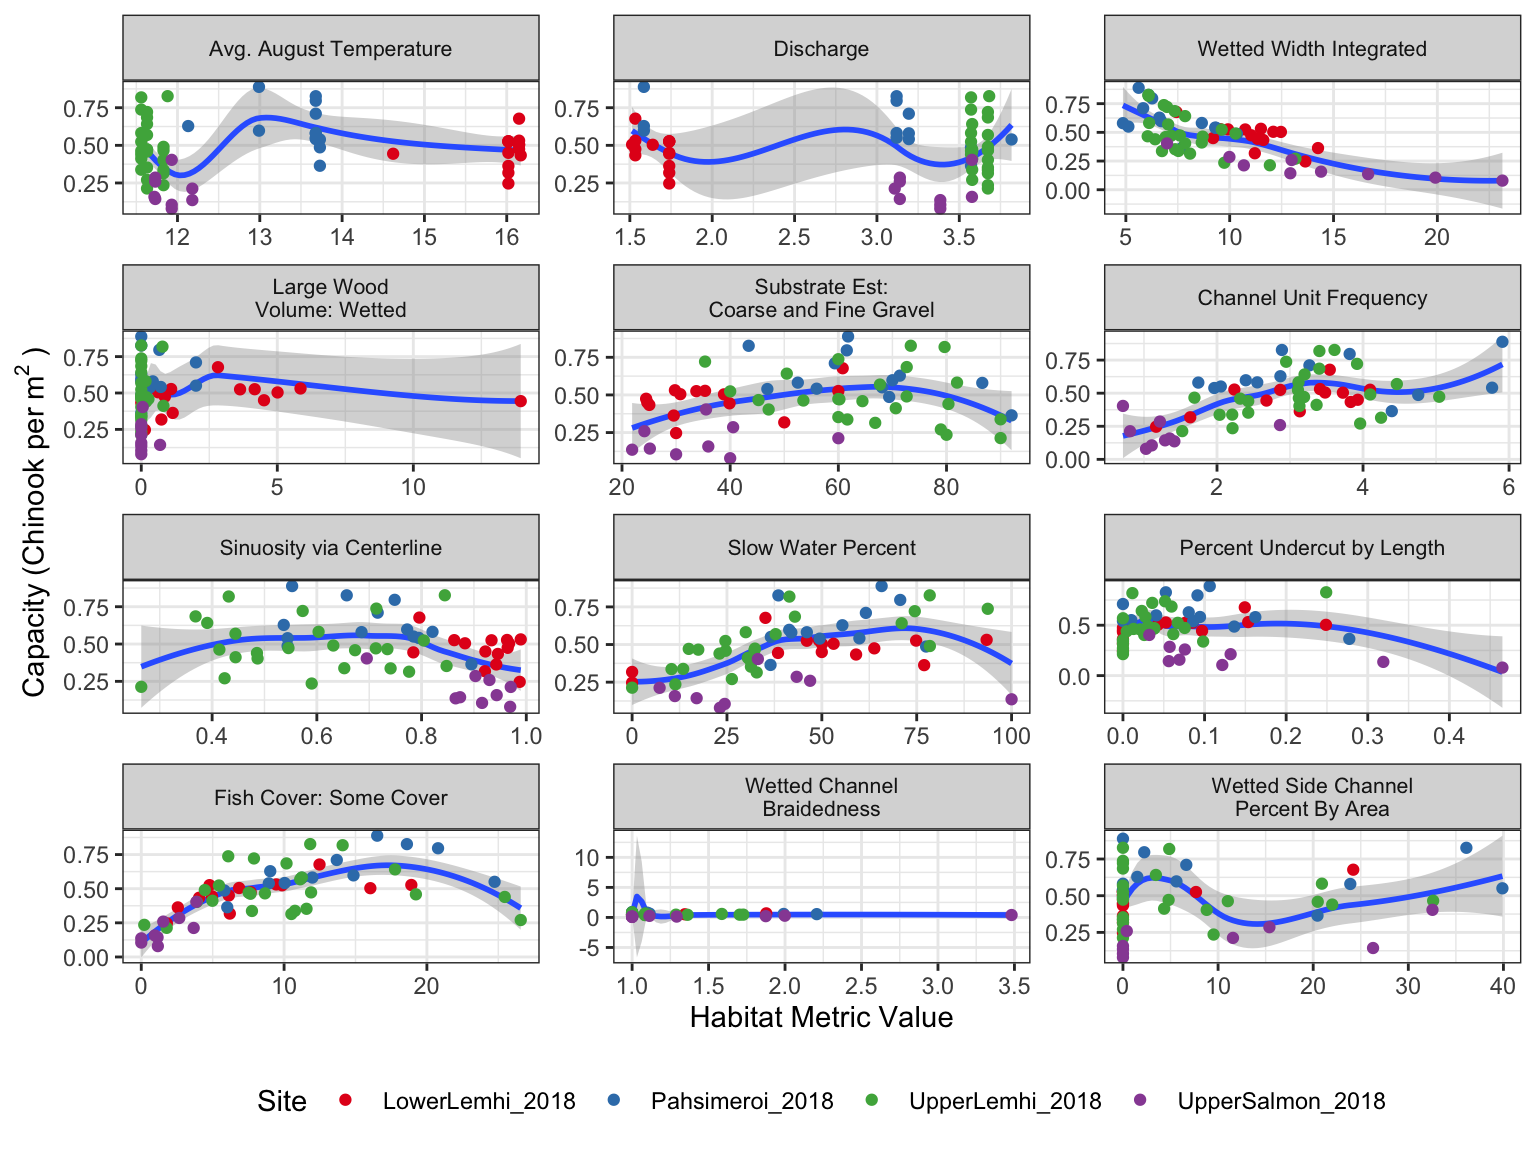 Avg. August Temperature
Discharge
Wetted Width Integrated
0.75
0.50
0.25
12 13 14 15 16
0.75
0.50
0.25
1.5 2.0 2.5 3.0 3.5
0.75
0.50
0.25
0.00
5 10 15 20
Large Wood
Volume: Wetted
Substrate Est:
Coarse and Fine Gravel
Channel Unit Frequency
0.75
0.50
0.25
0 5 10
0.75
0.50
0.25
20 40 60 80
0.75
0.50
0.25
0.00
2 4 6
Capacity (Chinook per m²)
Sinuosity via Centerline
Slow Water Percent
Percent Undercut by Length
0.75
0.50
0.25
0.4 0.6 0.8 1.0
0.75
0.50
0.25
0 25 50 75 100
0.5
0.0
0.0 0.1 0.2 0.3 0.4
Fish Cover: Some Cover
Wetted Channel
Braidedness
Wetted Side Channel
Percent By Area
0.75
0.50
0.25
0.00
0 10 20
10
5
0
-5
1.0 1.5 2.0 2.5 3.0 3.5
0.75
0.50
0.25
0 10 20 30 40
Habitat Metric Value
Site LowerLemhi_2018 Pahsimeroi_2018 UpperLemhi_2018 UpperSalmon_2018